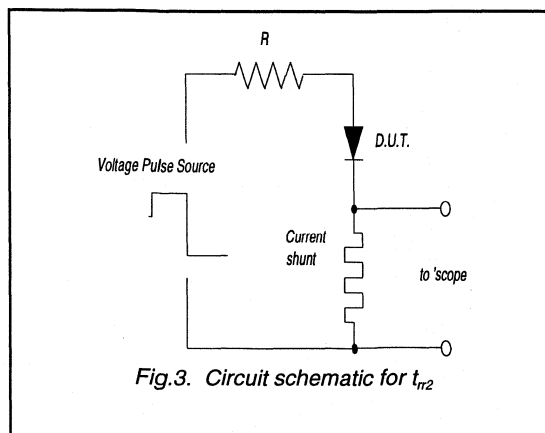 R
D.U.T.
Voltage Pulse Source
Current
shunt
to 'scope
Fig.3. Circuit schematic for trr2